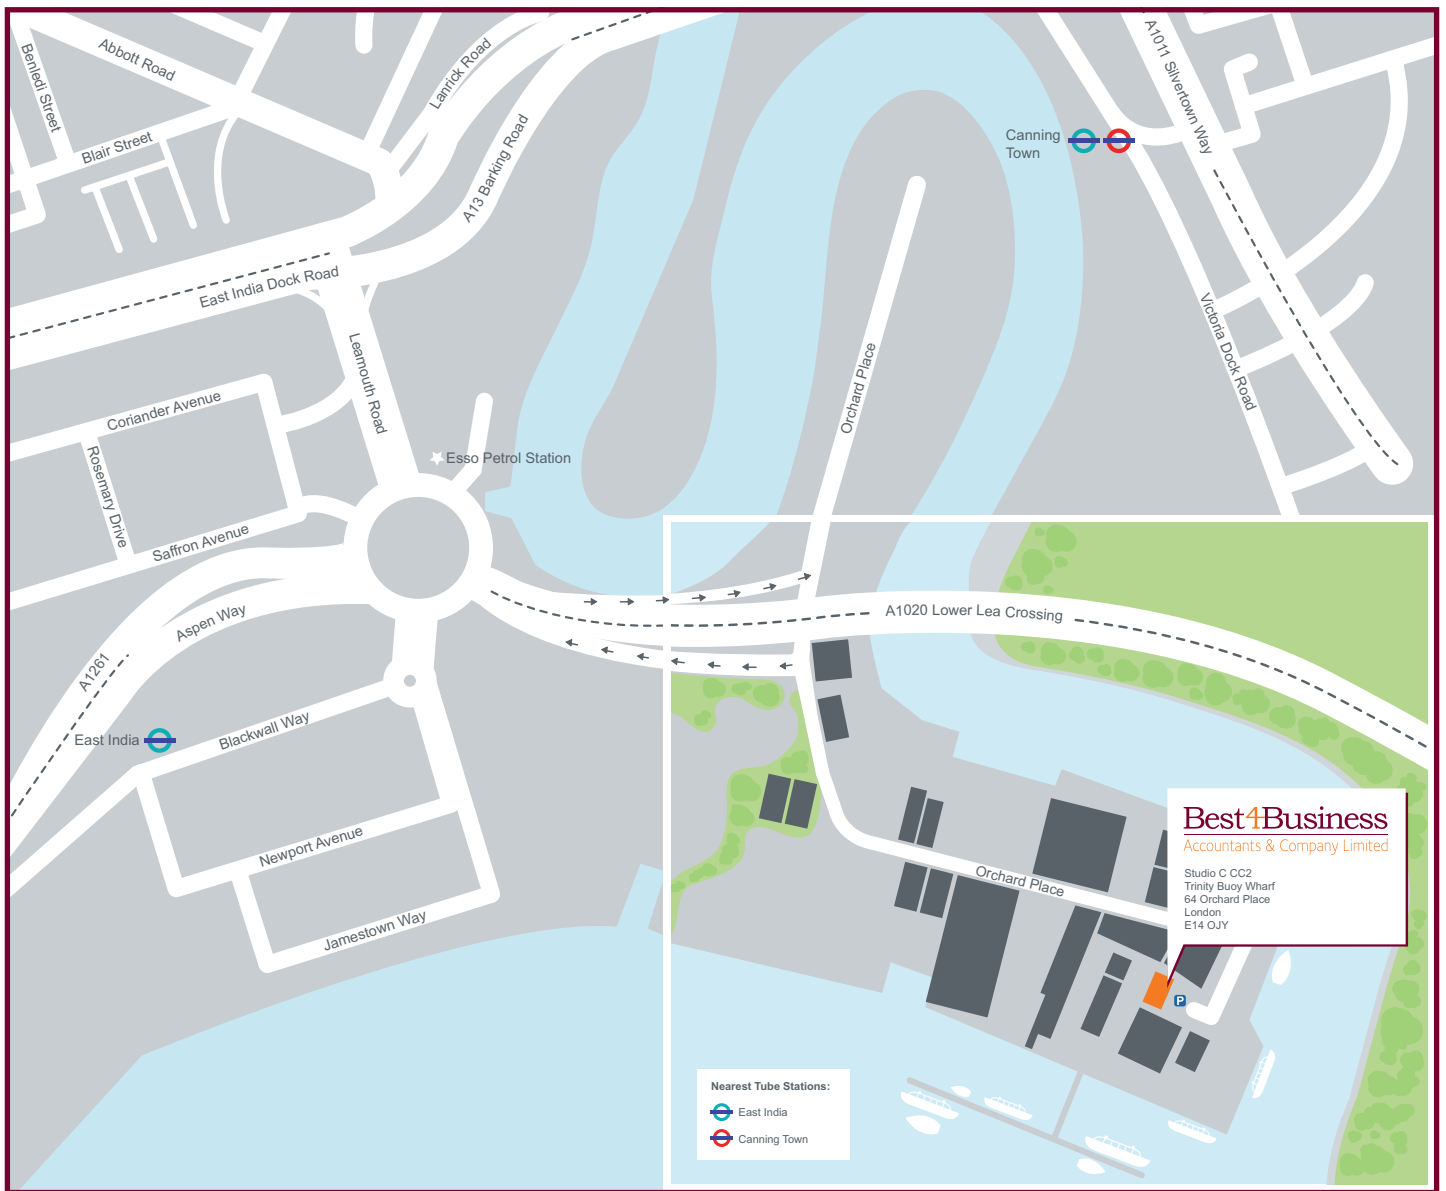 Benledi Street
Abbott Road
Blair Street
Lanrick Road
A13 Barking Road
East India Dock Road
Leamouth Road
Coriander Avenue
Rosemary Drive
Saffron Avenue
Esso Petrol Station
Orchard Place
Canning
Town
A1011 Silvertown Way
Victoria Dock Road
Aspen Way
A1261
East India
Blackwall Way
Newport Avenue
Jamestown Way
A1020 Lower Lea Crossing
Orchard Place
Best4Business
Accountants & Company Limited
Studio C CC2
Trinity Buoy Wharf
64 Orchard Place
London
E14 OJY
P
Nearest Tube Stations:
East India
Canning Town